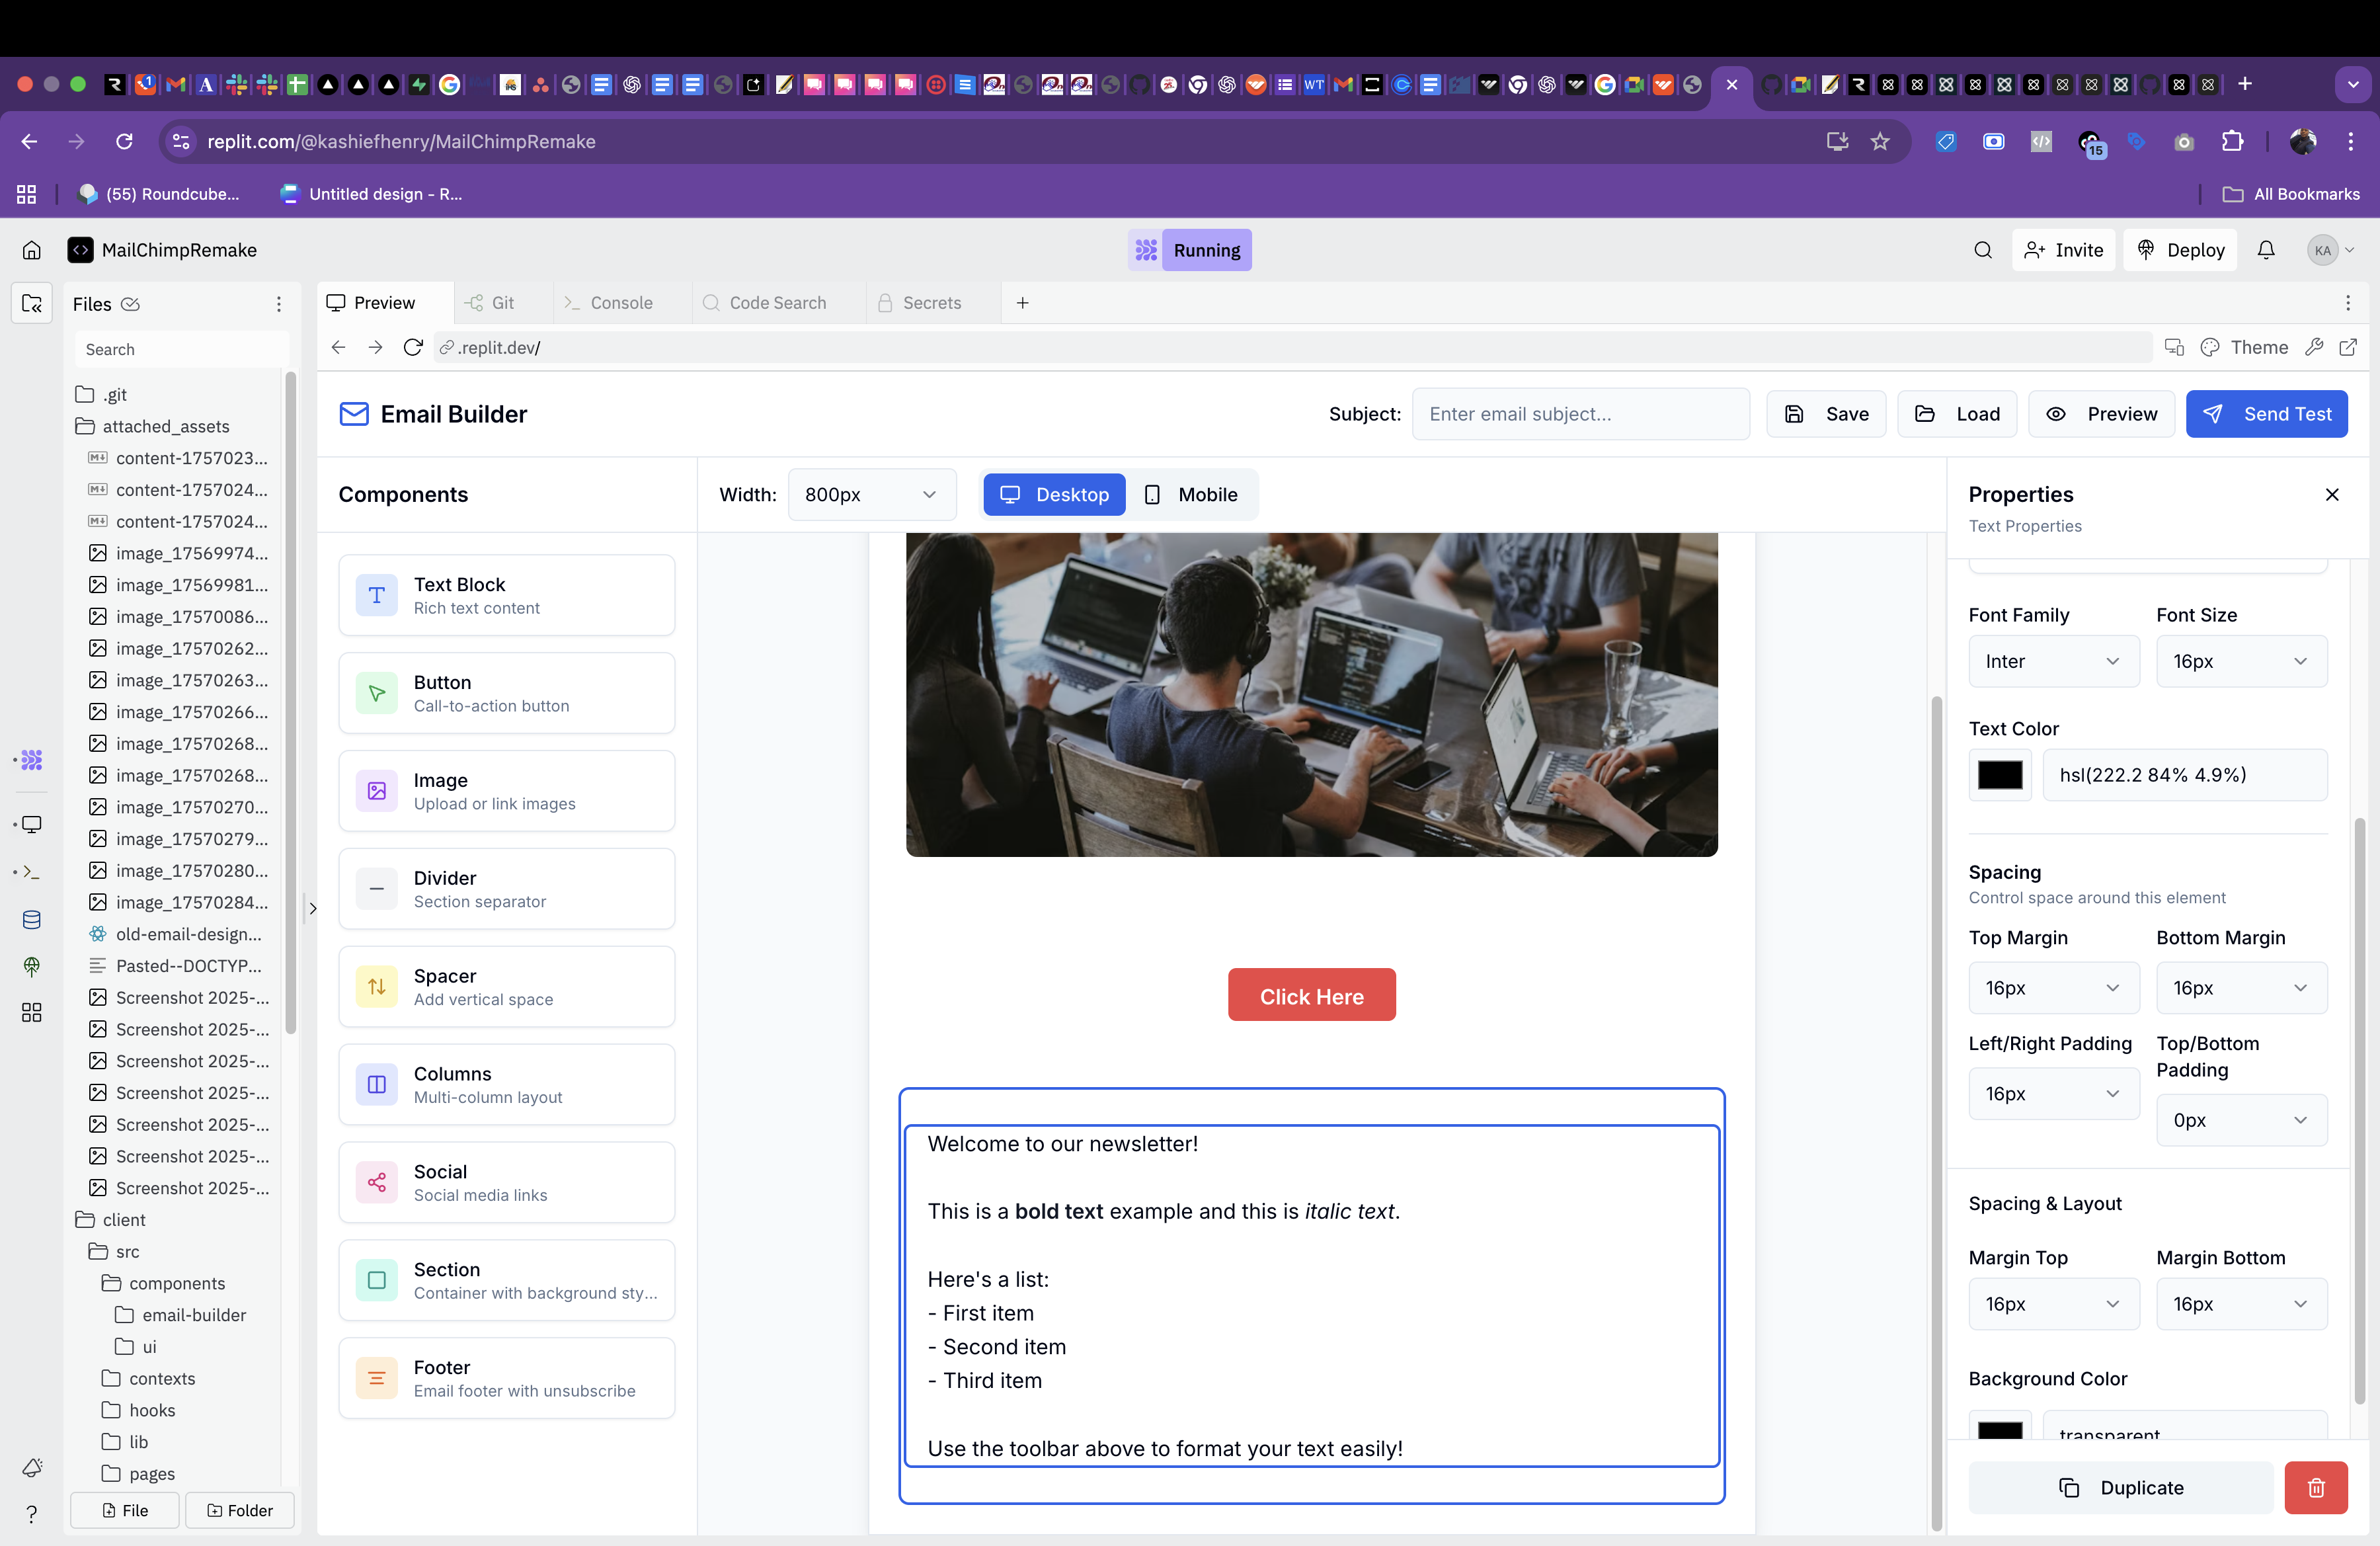 replit.com/@kashiefhenry/MailChimpRemake
15
(55) Roundcube...
Untitled design - R...
All Bookmarks
MailChimpRemake
Running
Invite
Deploy
KA
Files
Preview
Git
Console
Code Search
Secrets
Search
.replit.dev/
Theme
.git
attached_assets
content-1757023...
content-1757024...
content-1757024...
image_17569974...
image_17569981...
image_17570086...
image_17570262...
image_17570263...
image_17570266...
image_17570268...
image_17570268...
image_17570270...
image_17570279...
image_17570280...
image_17570284...
old-email-design...
Pasted--DOCTYP...
Screenshot 2025-...
Screenshot 2025-...
Screenshot 2025-...
Screenshot 2025-...
Screenshot 2025-...
Screenshot 2025-...
Screenshot 2025-...
client
src
components
email-builder
ui
contexts
hooks
lib
pages
File
Folder
Email Builder
Subject:
Enter email subject...
Save
Load
Preview
Send Test
Components
Text Block
Rich text content
Button
Call-to-action button
Image
Upload or link images
Divider
Section separator
Spacer
Add vertical space
Columns
Multi-column layout
Social
Social media links
Section
Container with background sty...
Footer
Email footer with unsubscribe
Width:
800px
Desktop
Mobile
Click Here
Welcome to our newsletter!
This is a bold text example and this is italic text.
Here's a list:
- First item
- Second item
- Third item
Use the toolbar above to format your text easily!
Properties
Text Properties
Font Family
Font Size
Inter
16px
Text Color
hsl(222.2 84% 4.9%)
Spacing
Control space around this element
Top Margin
Bottom Margin
16px
16px
Left/Right Padding
Top/Bottom
Padding
16px
0px
Spacing & Layout
Margin Top
Margin Bottom
16px
16px
Background Color
transparent
Duplicate